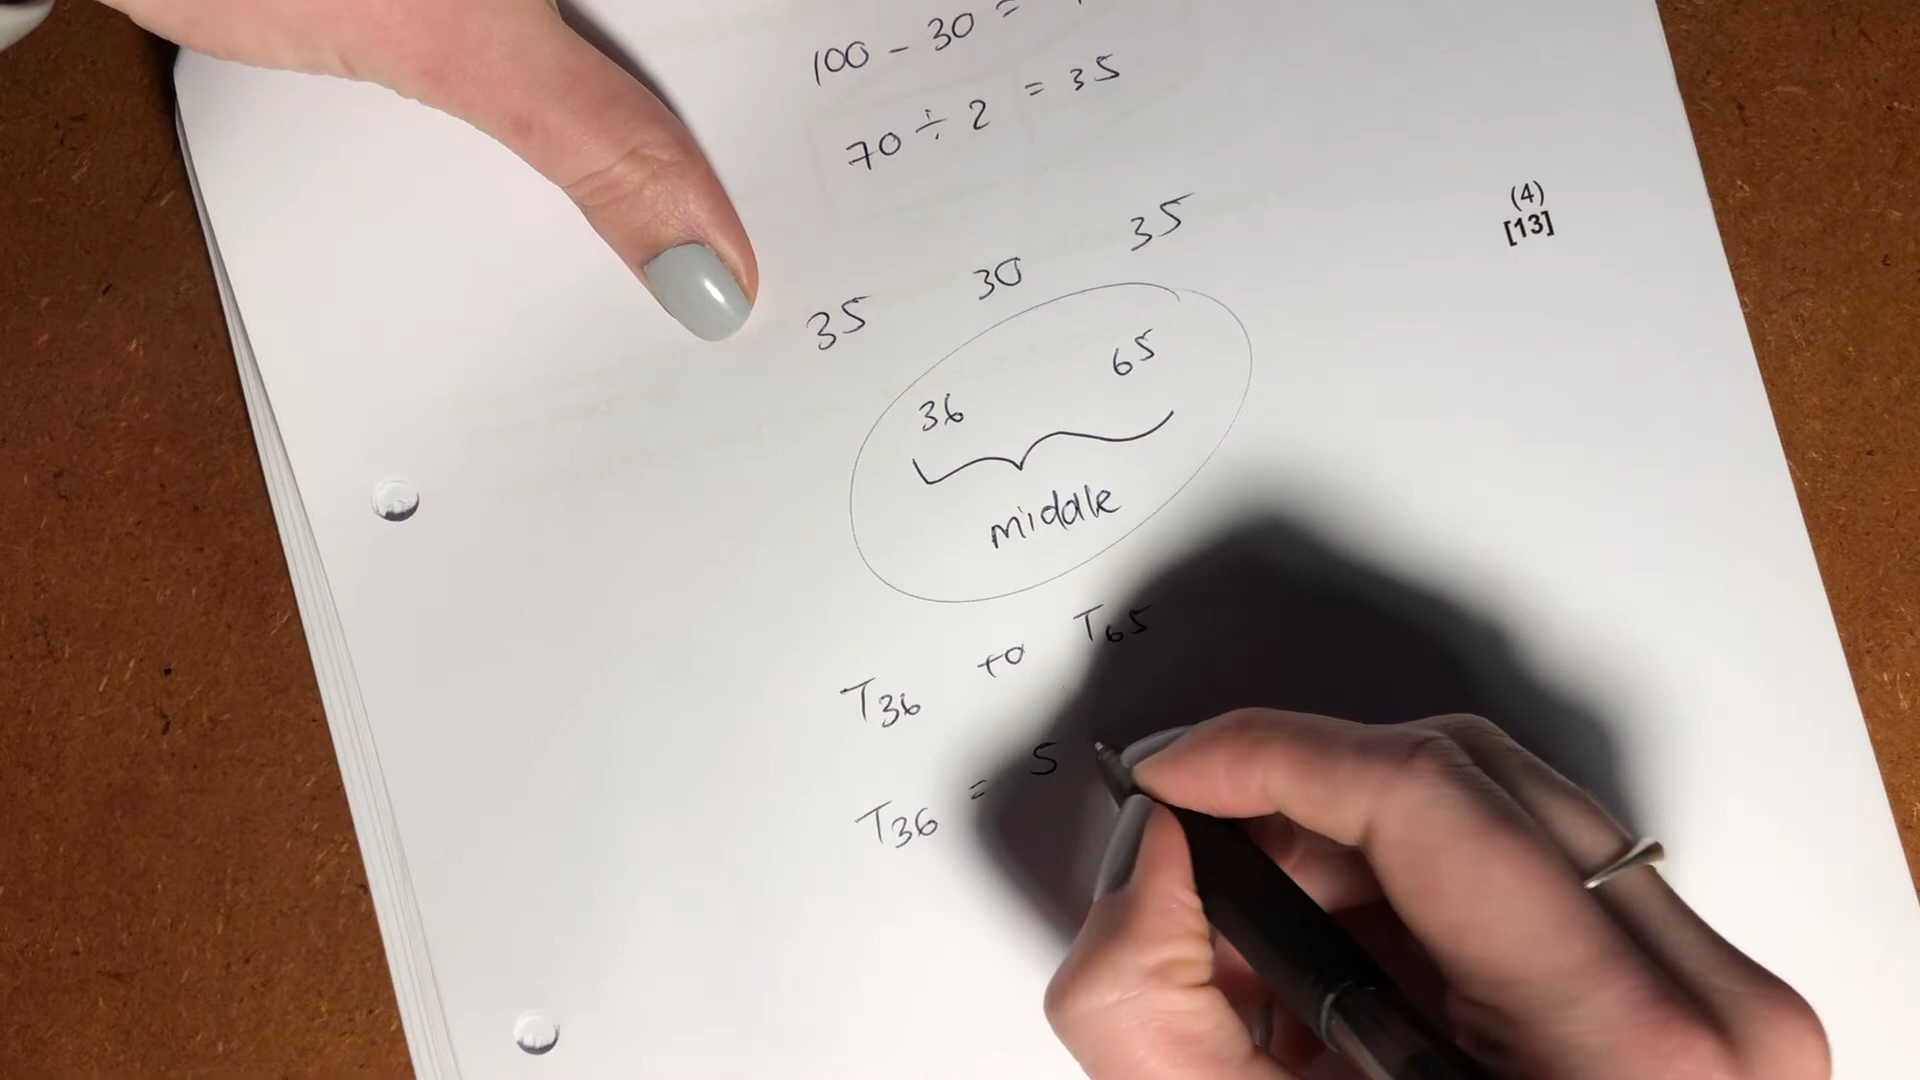 100 - 30 =
70 ÷ 2 = 35
(4)
[13]
35 30 35
36 65
middle
T36 to T65
T36 = 5